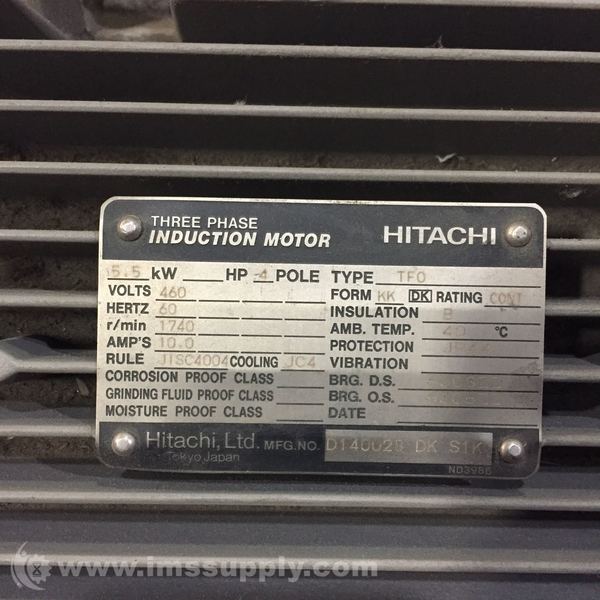 THREE PHASE
INDUCTION MOTOR HITACHI
5.5 kW HP 4 POLE TYPE TFO
VOLTS 460 FORM KK DK RATING CONT
HERTZ 60 INSULATION B
r/min 1740 AMB. TEMP. 40 °C
AMP'S 10.0 PROTECTION
RULE JISC4004 COOLING JC4 VIBRATION
CORROSION PROOF CLASS BRG. D.S.
GRINDING FLUID PROOF CLASS BRG. O.S.
MOISTURE PROOF CLASS DATE
Hitachi, Ltd. MFG.NO. DK S1K
Tokyo Japan
ND3986
www.imssupply.com